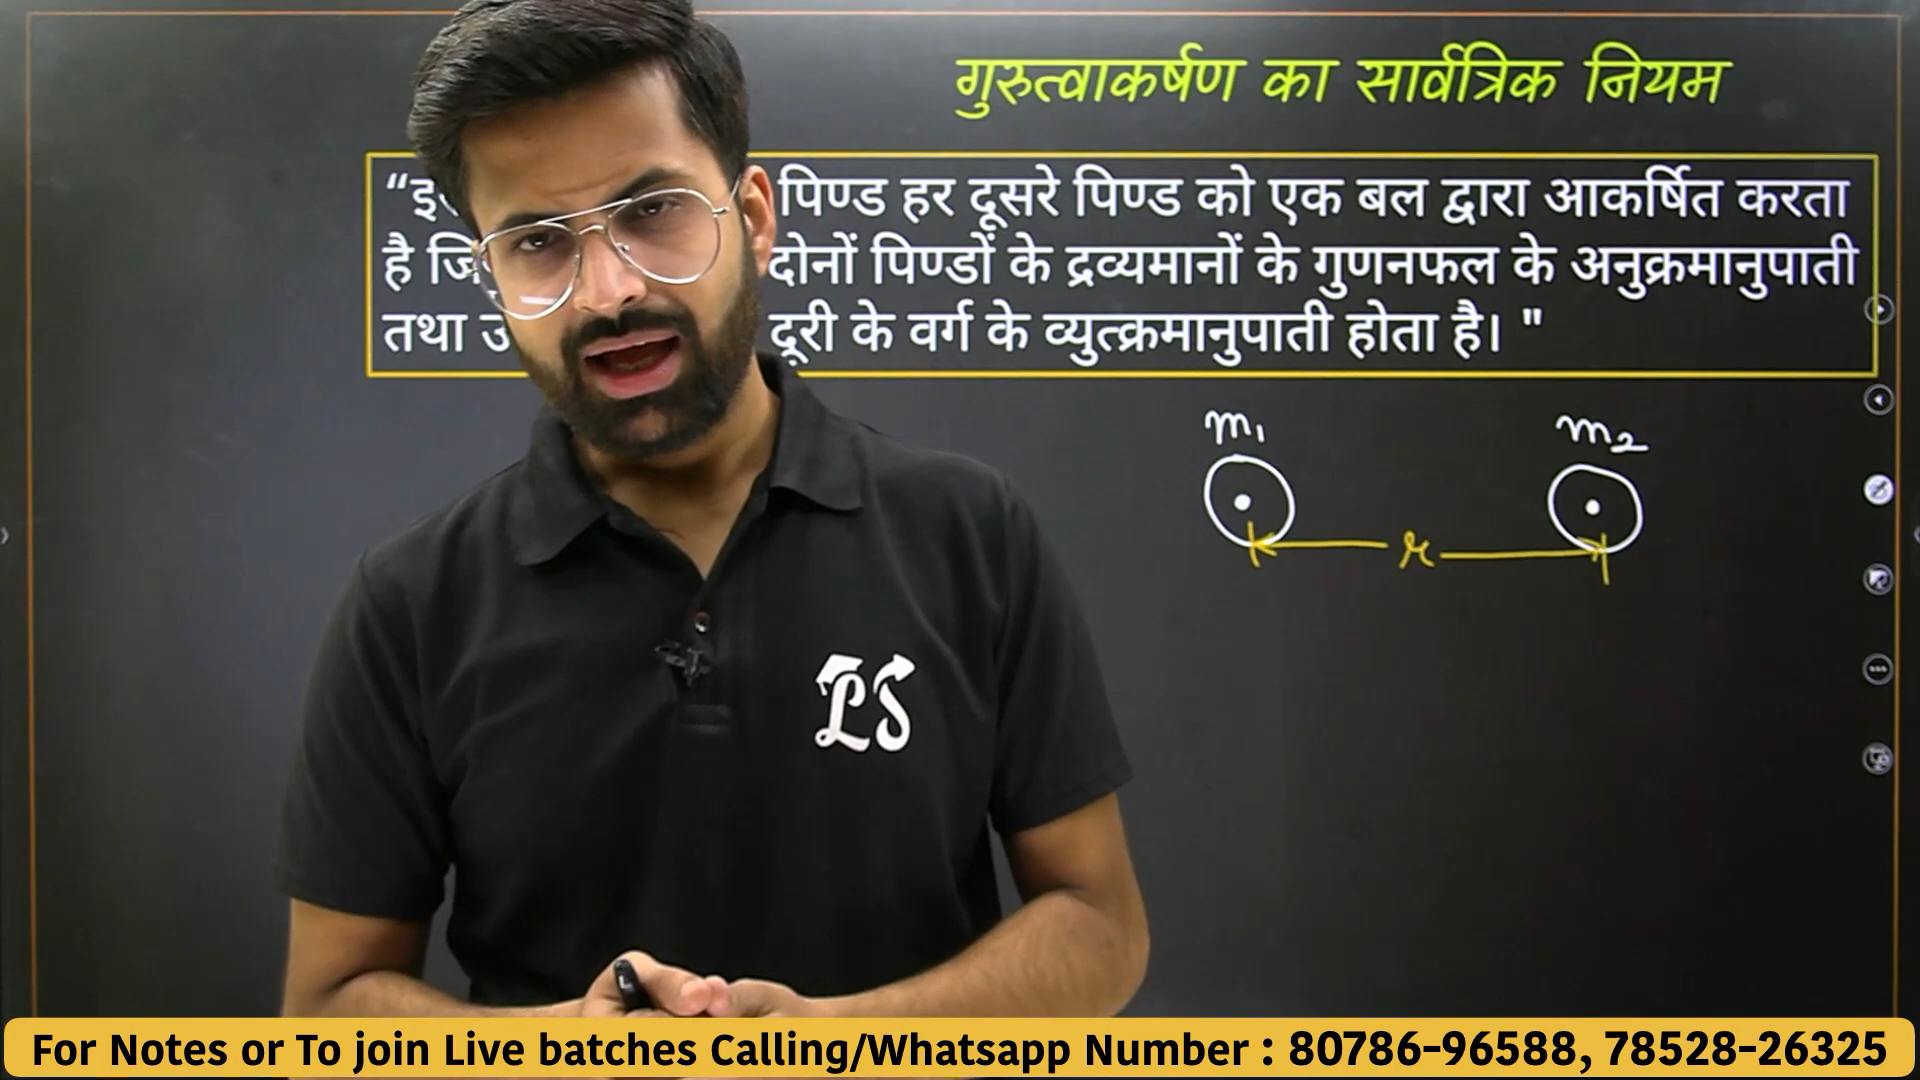 गुरुत्वाकर्षण का सार्वत्रिक नियम
पिण्ड हर दूसरे पिण्ड को एक बल द्वारा आकर्षित करता
है दोनों पिण्डों के द्रव्यमानों के गुणनफल के अनुक्रमानुपाती
तथा दूरी के वर्ग के व्युत्क्रमानुपाती होता है। "
m1 m2
r
LS
For Notes or To join Live batches Calling/Whatsapp Number : 80786-96588, 78528-26325